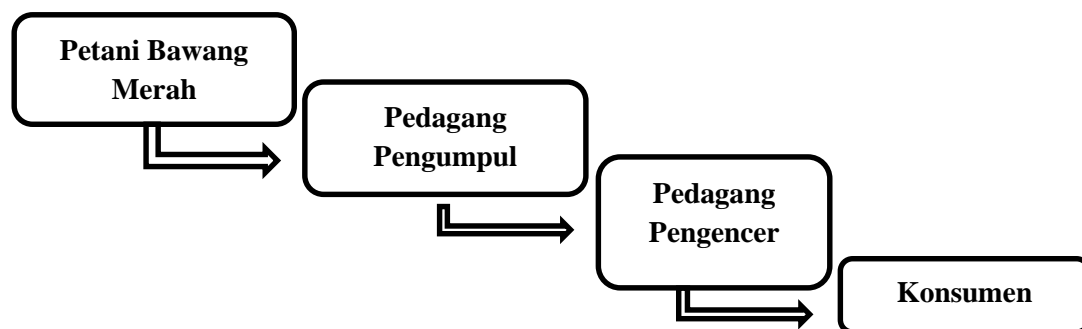 Petani Bawang
Merah
Pedagang
Pengumpul
Pedagang
Pengencer
Konsumen